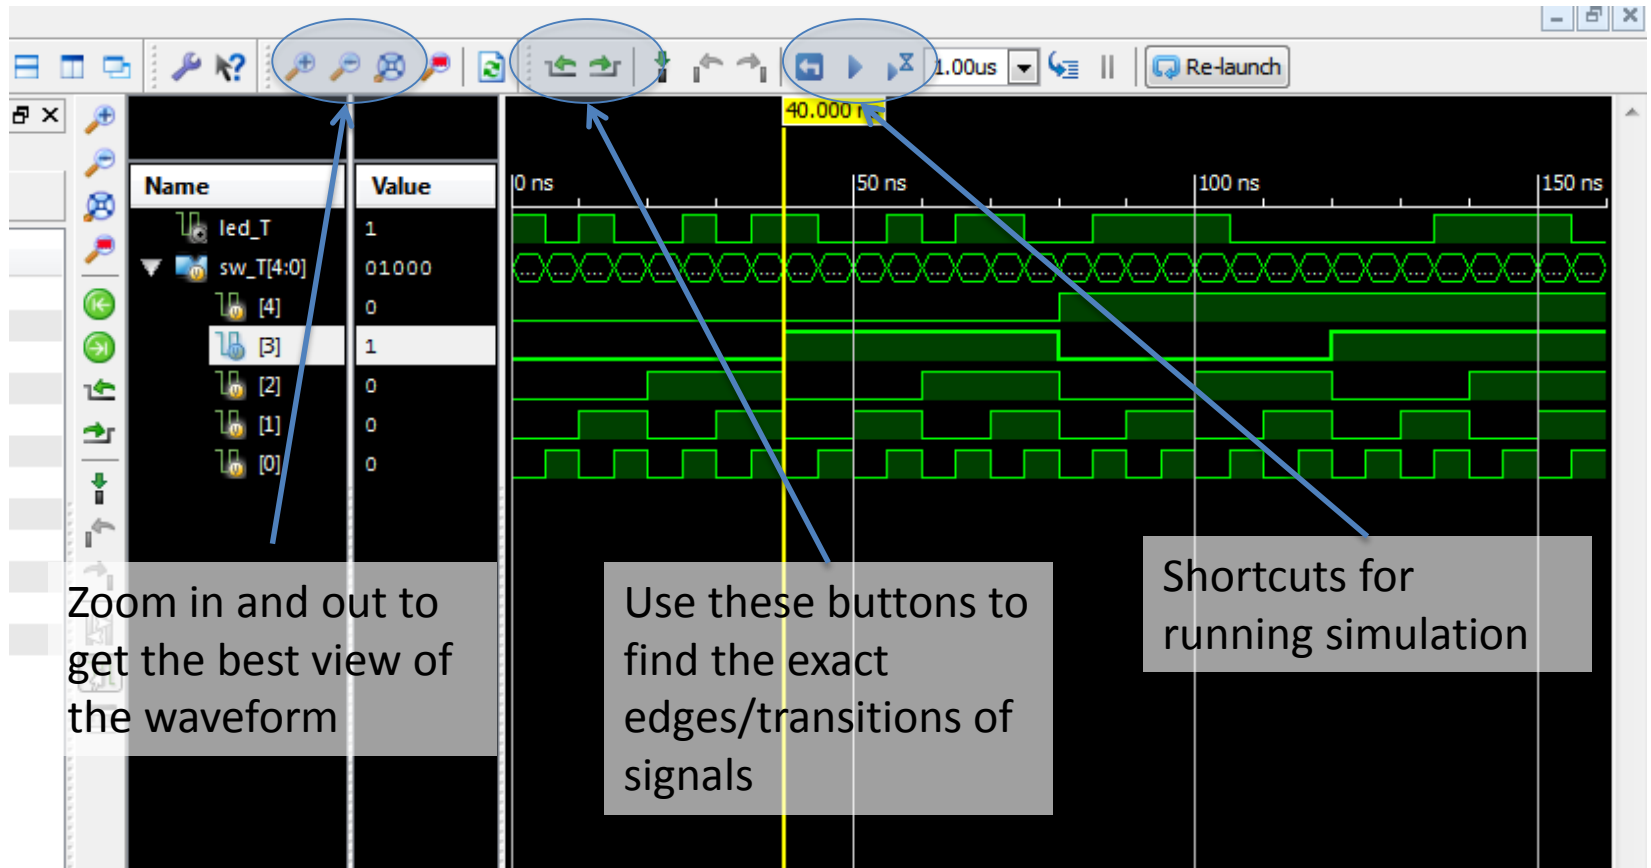 1.00us
Re-launch
40.000
Name
Value
0 ns
50 ns
100 ns
150 ns
led_T
1
sw_T[4:0]
01000
[4]
0
[3]
1
[2]
0
[1]
0
[0]
0
Zoom in and out to
get the best view of
the waveform
Use these buttons to
find the exact
edges/transitions of
signals
Shortcuts for
running simulation